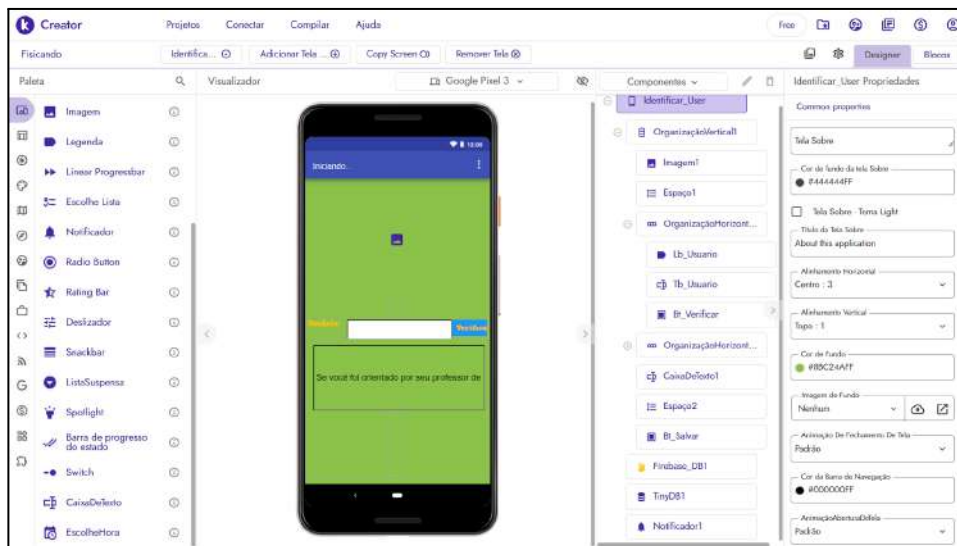 Creator
Projetos
Conectar
Compilar
Ajuda
Free
Fisicando
Identifica...
Adicionar Tela ...
Copy Screen
Remover Tela
Designer
Blocos
Paleta
Visualizador
Google Pixel 3
Componentes
Identificar_User Propriedades
Imagem
Legenda
Linear Progressbar
Escolhe Lista
Notificador
Radio Button
Rating Bar
Deslizador
Snackbar
ListaSuspensa
Spotlight
Barra de progresso
do estado
Switch
CaixaDeTexto
EscolheHora
Iniciando...
Se você foi orientado por seu professor de
Identificar_User
OrganizaçãoVertical1
Imagem1
Espaço1
OrganizaçãoHorizont...
Lb_Usuario
Tb_Usuario
Bt_Verificar
OrganizaçãoHorizont...
CaixaDeTexto1
Espaço2
Bt_Salvar
Firebase_DB1
TinyDB1
Notificador1
Common properties
Tela Sobre
Cor de fundo da tela Sobre
#444444FF
Tela Sobre - Tema Light
Título da Tela Sobre
About this application
Alinhamento Horizontal
Centro : 3
Alinhamento Vertical
Topo : 1
Cor de Fundo
#8BC24AFF
Imagem de Fundo
Nenhum
Animação De Fechamento De Tela
Padrão
Cor da Barra de Navegação
#000000FF
AnimaçãoAberturaDaTela
Padrão